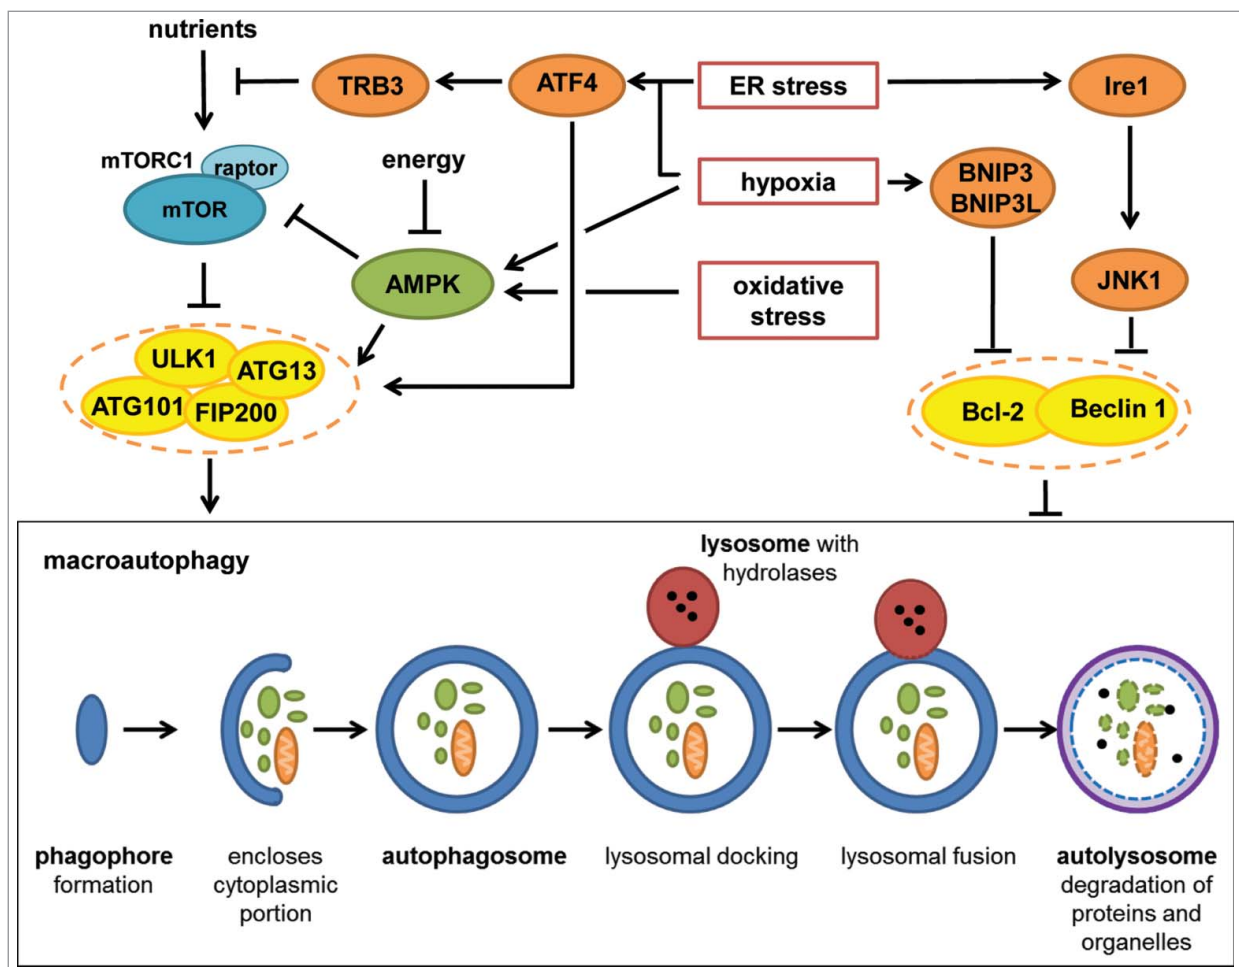 nutrients
TRB3
ATF4
ER stress
Ire1
mTORC1
raptor
mTOR
energy
hypoxia
BNIP3
BNIP3L
AMPK
oxidative
stress
JNK1
ULK1
ATG13
ATG101
FIP200
Bcl-2
Beclin 1
macroautophagy
lysosome with
hydrolases
phagophore
formation
encloses
cytoplasmic
portion
autophagosome
lysosomal docking
lysosomal fusion
autolysosome
degradation of
proteins and
organelles